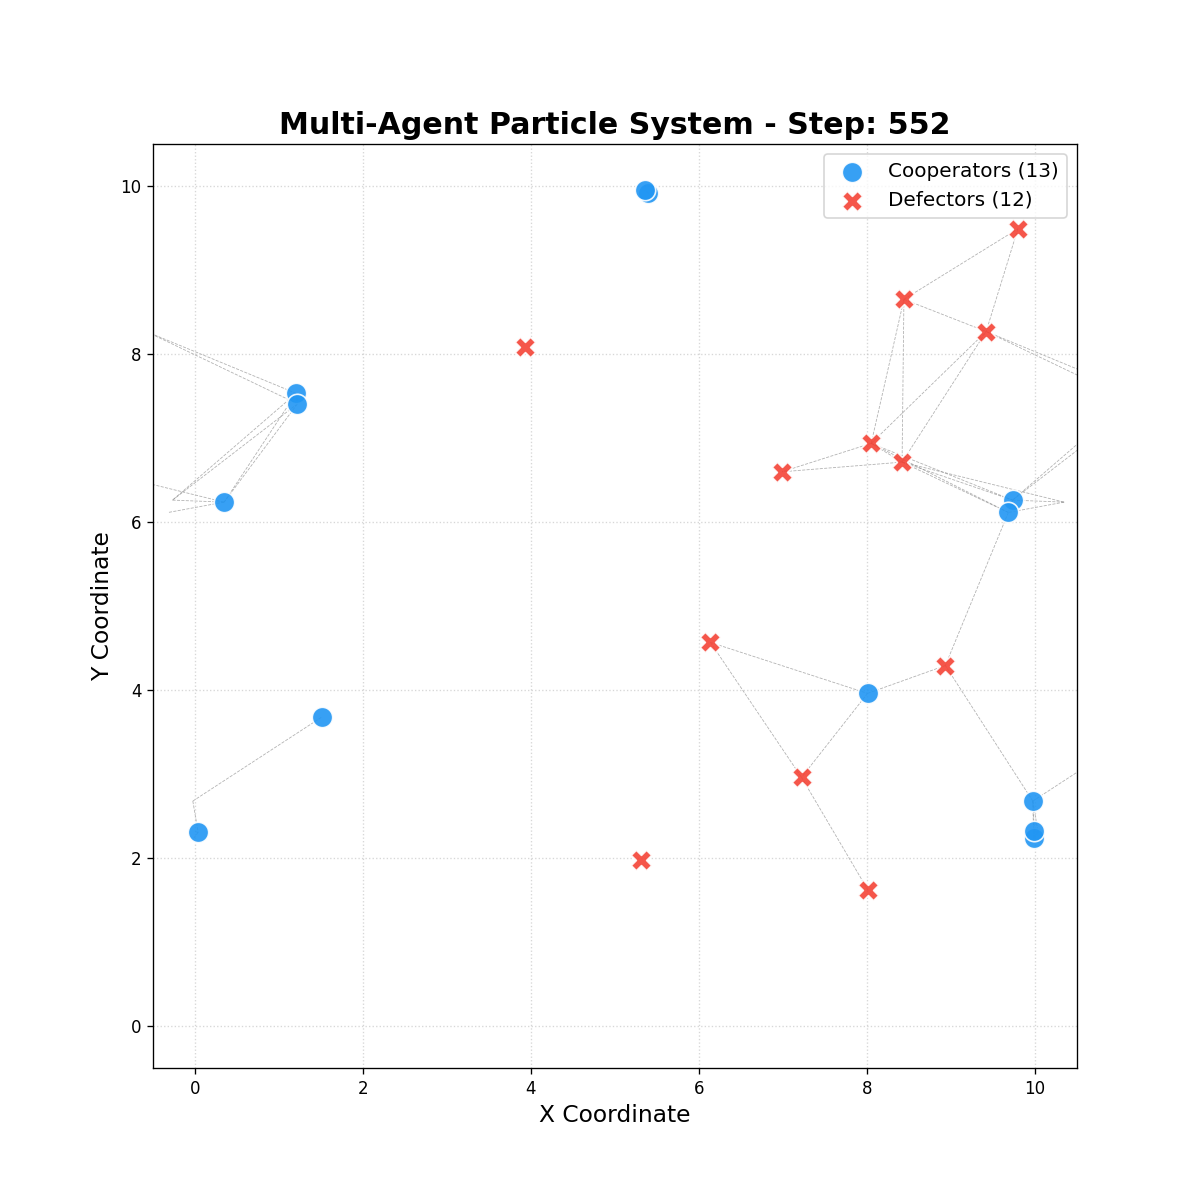 Multi-Agent Particle System - Step: 552
Cooperators (13)
Defectors (12)
10
8
6
4
2
0
Y Coordinate
0 2 4 6 8 10
X Coordinate